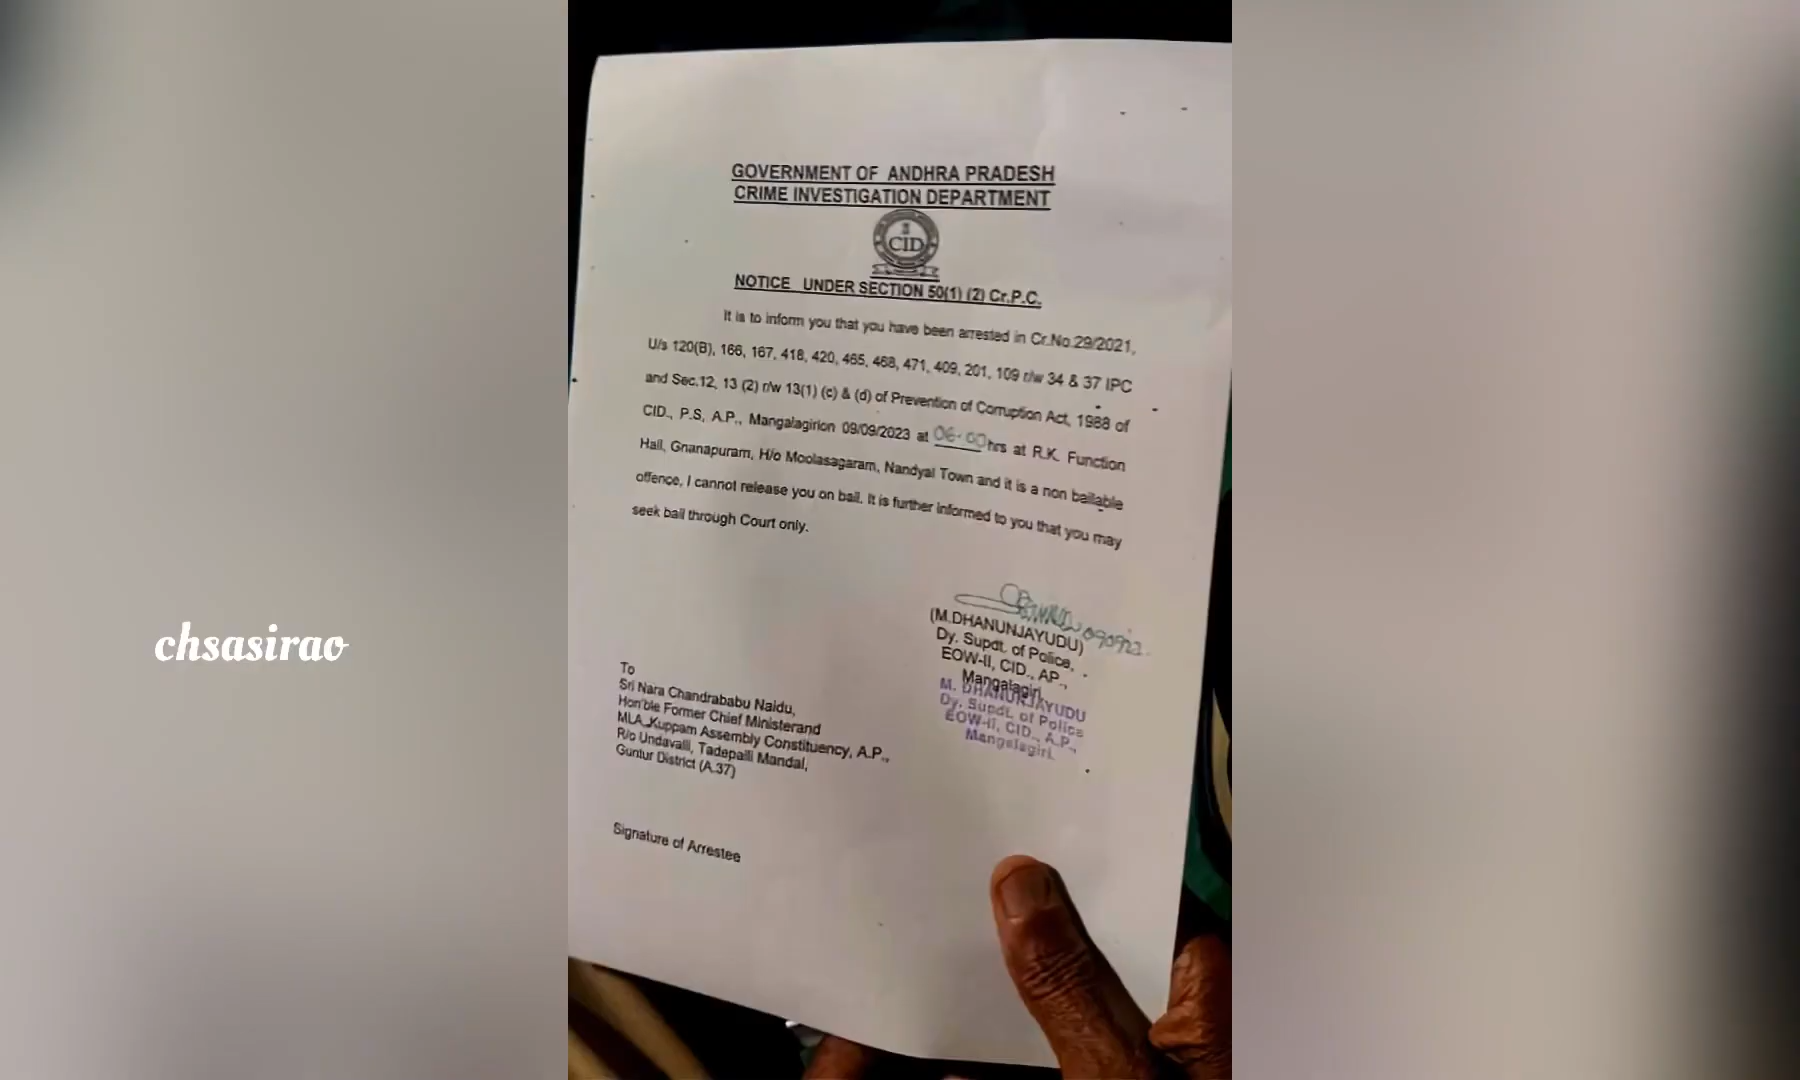 GOVERNMENT OF ANDHRA PRADESH
CRIME INVESTIGATION DEPARTMENT
CID
NOTICE UNDER SECTION 50(1) (2) Cr.P.C.
It is to inform you that you have been arrested in Cr.No.29/2021,
U/s 120(B), 166, 167, 418, 420, 465, 468, 471, 409, 201, 109 r/w 34 & 37 IPC
and Sec.12, 13 (2) r/w 13(1) (c) & (d) of Prevention of Corruption Act, 1988 of
CID., P.S, A.P., Mangalagirion 09/09/2023 at 06-00 hrs at R.K. Function
Hall, Gnanapuram, H/o Moolasagaram, Nandyal Town and it is a non bailable
offence, I cannot release you on bail. It is further informed to you that you may
seek bail through Court only.
(M.DHANUNJAYUDU)
Dy. Supdt. of Police,
EOW-II, CID., AP.,
Mangalagiri
M. DHANUNJAYUDU
Dy. Supdt. of Police
EOW-II, CID., A.P.,
Mangalagiri.
chsasirao
To
Sri Nara Chandrababu Naidu,
Hon'ble Former Chief Ministerand
MLA_Kuppam Assembly Constituency, A.P.,
R/o Undavalli, Tadepalli Mandal,
Guntur District (A.37)
Signature of Arrestee